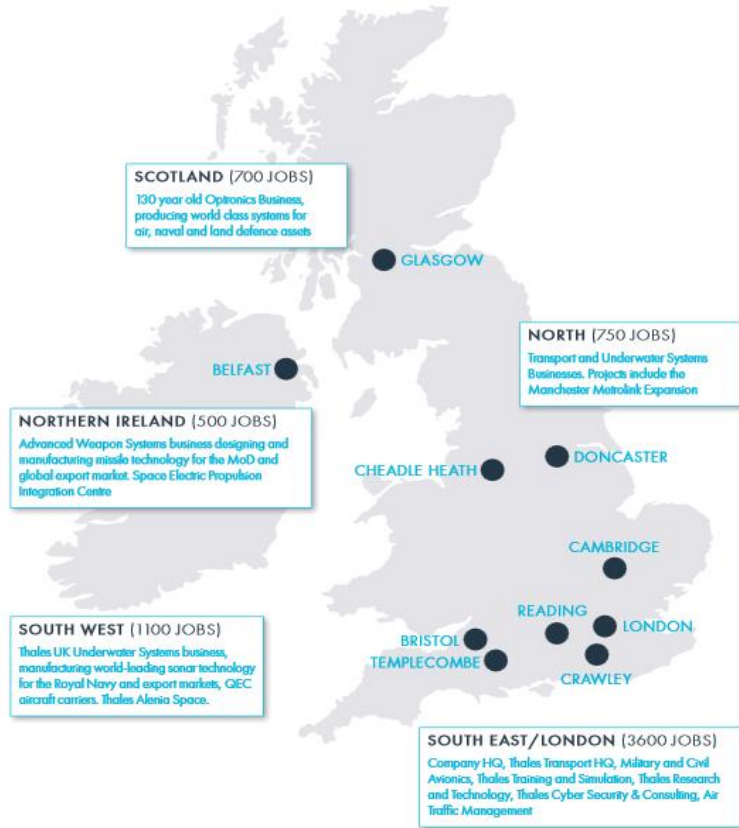 SCOTLAND (700 JOBS)
130 year old Optronics Business,
producing world class systems for
air, naval and land defence assets
GLASGOW
NORTH (750 JOBS)
Transport and Underwater Systems
Businesses. Projects include the
Manchester Metrolink Expansion
BELFAST
NORTHERN IRELAND (500 JOBS)
Advanced Weapon Systems business designing and
manufacturing missile technology for the MoD and
global export market. Space Electric Propulsion
Integration Centre
CHEADLE HEATH
DONCASTER
CAMBRIDGE
READING
LONDON
BRISTOL
TEMPLECOMBE
CRAWLEY
SOUTH WEST (1100 JOBS)
Thales UK Underwater Systems business,
manufacturing world-leading sonar technology
for the Royal Navy and export markets, QEC
aircraft carriers. Thales Alenia Space.
SOUTH EAST/LONDON (3600 JOBS)
Company HQ, Thales Transport HQ, Military and Civil
Avionics, Thales Training and Simulation, Thales Research
and Technology, Thales Cyber Security & Consulting, Air
Traffic Management